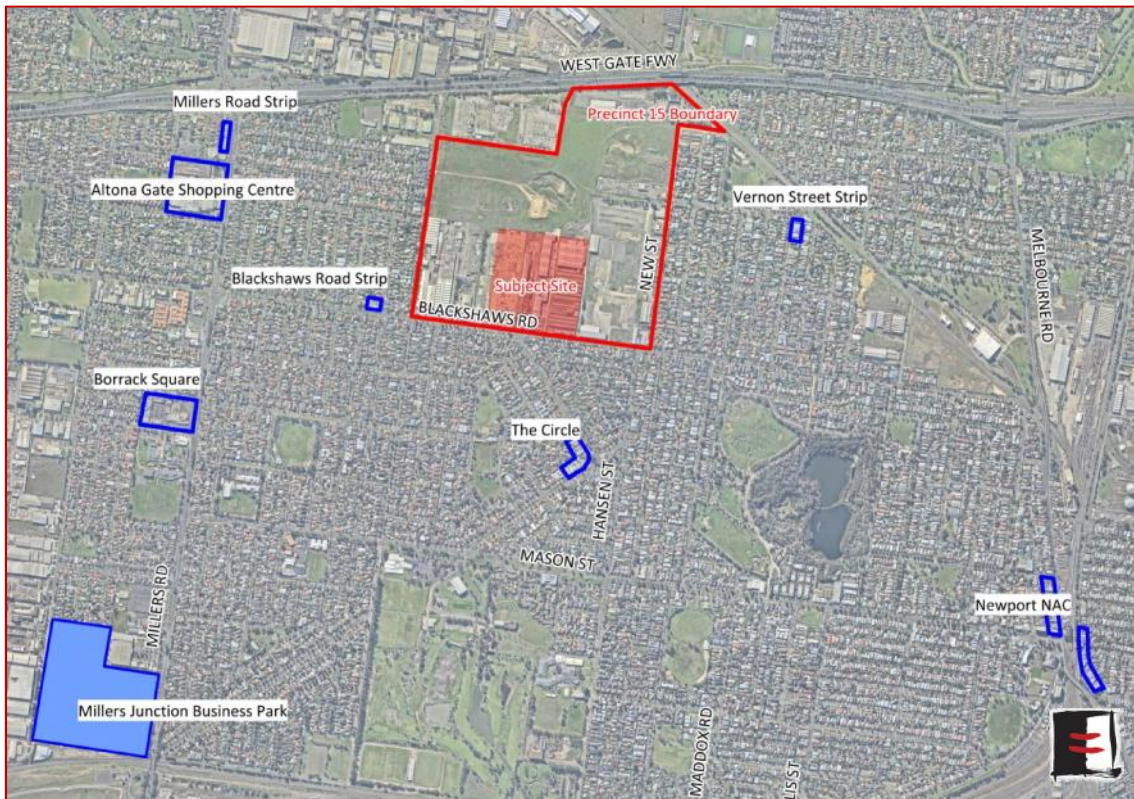 WEST GATE FWY
Millers Road Strip
Precinct 15 Boundary
Altona Gate Shopping Centre
Vernon Street Strip
NEW ST
MELBOURNE RD
Blackshaws Road Strip
Subject Site
BLACKSHAWS RD
Borrack Square
The Circle
HANSEN ST
MASON ST
MILLERS RD
Newport NAC
Millers Junction Business Park
MADDOX RD
LIS ST